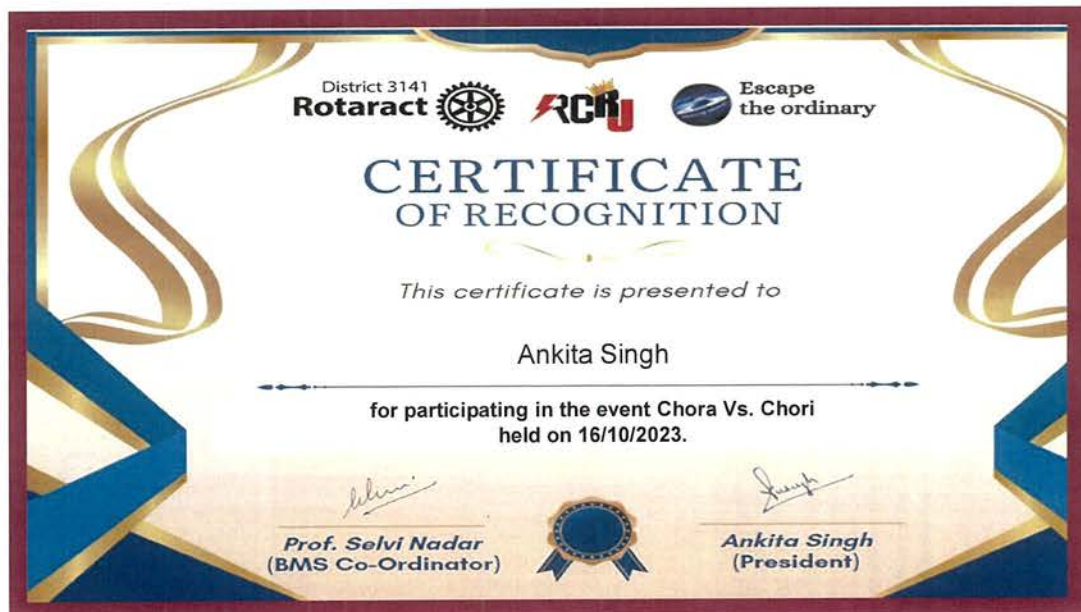 District 3141
Rotaract
RCRJ
Escape
the ordinary
CERTIFICATE
OF RECOGNITION
This certificate is presented to
Ankita Singh
for participating in the event Chora Vs. Chori
held on 16/10/2023.
Prof. Selvi Nadar
(BMS Co-Ordinator)
Ankita Singh
(President)